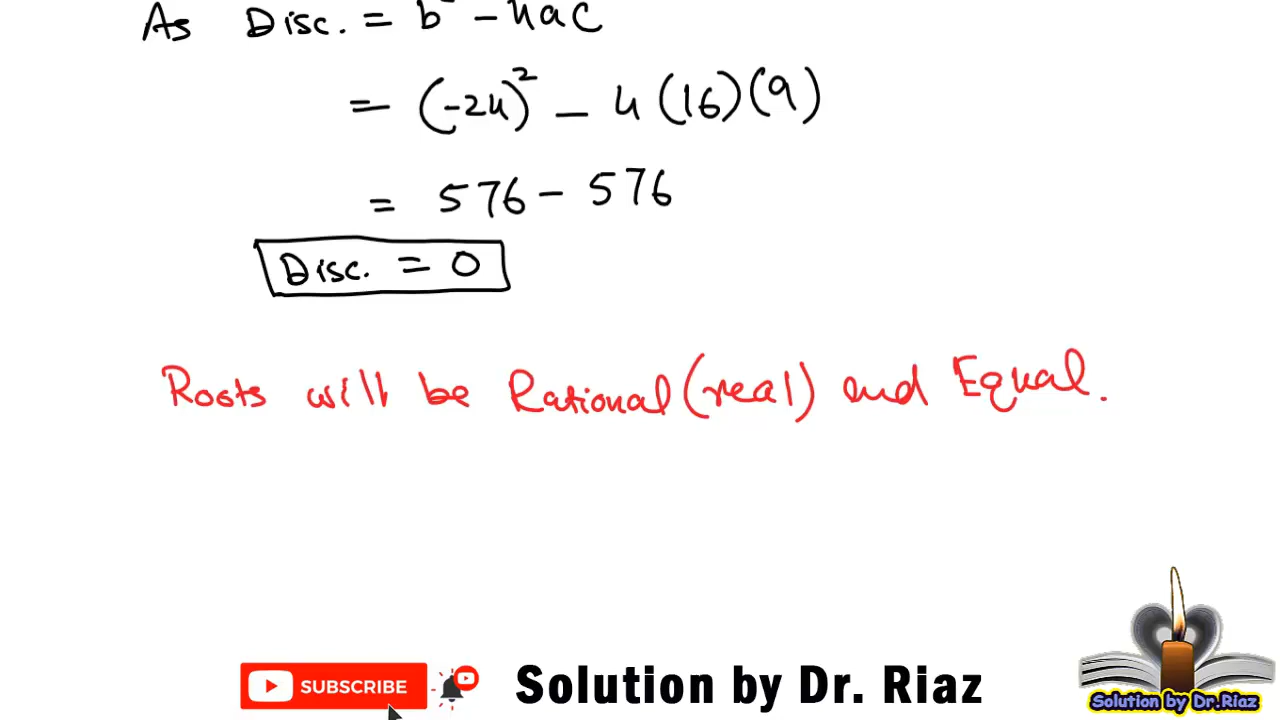 As Disc. = b² - 4ac
= (-24)² - 4(16)(9)
= 576 - 576
Disc. = 0
Roots will be Rational (real) and Equal.
SUBSCRIBE
Solution by Dr. Riaz
Solution by Dr.Riaz